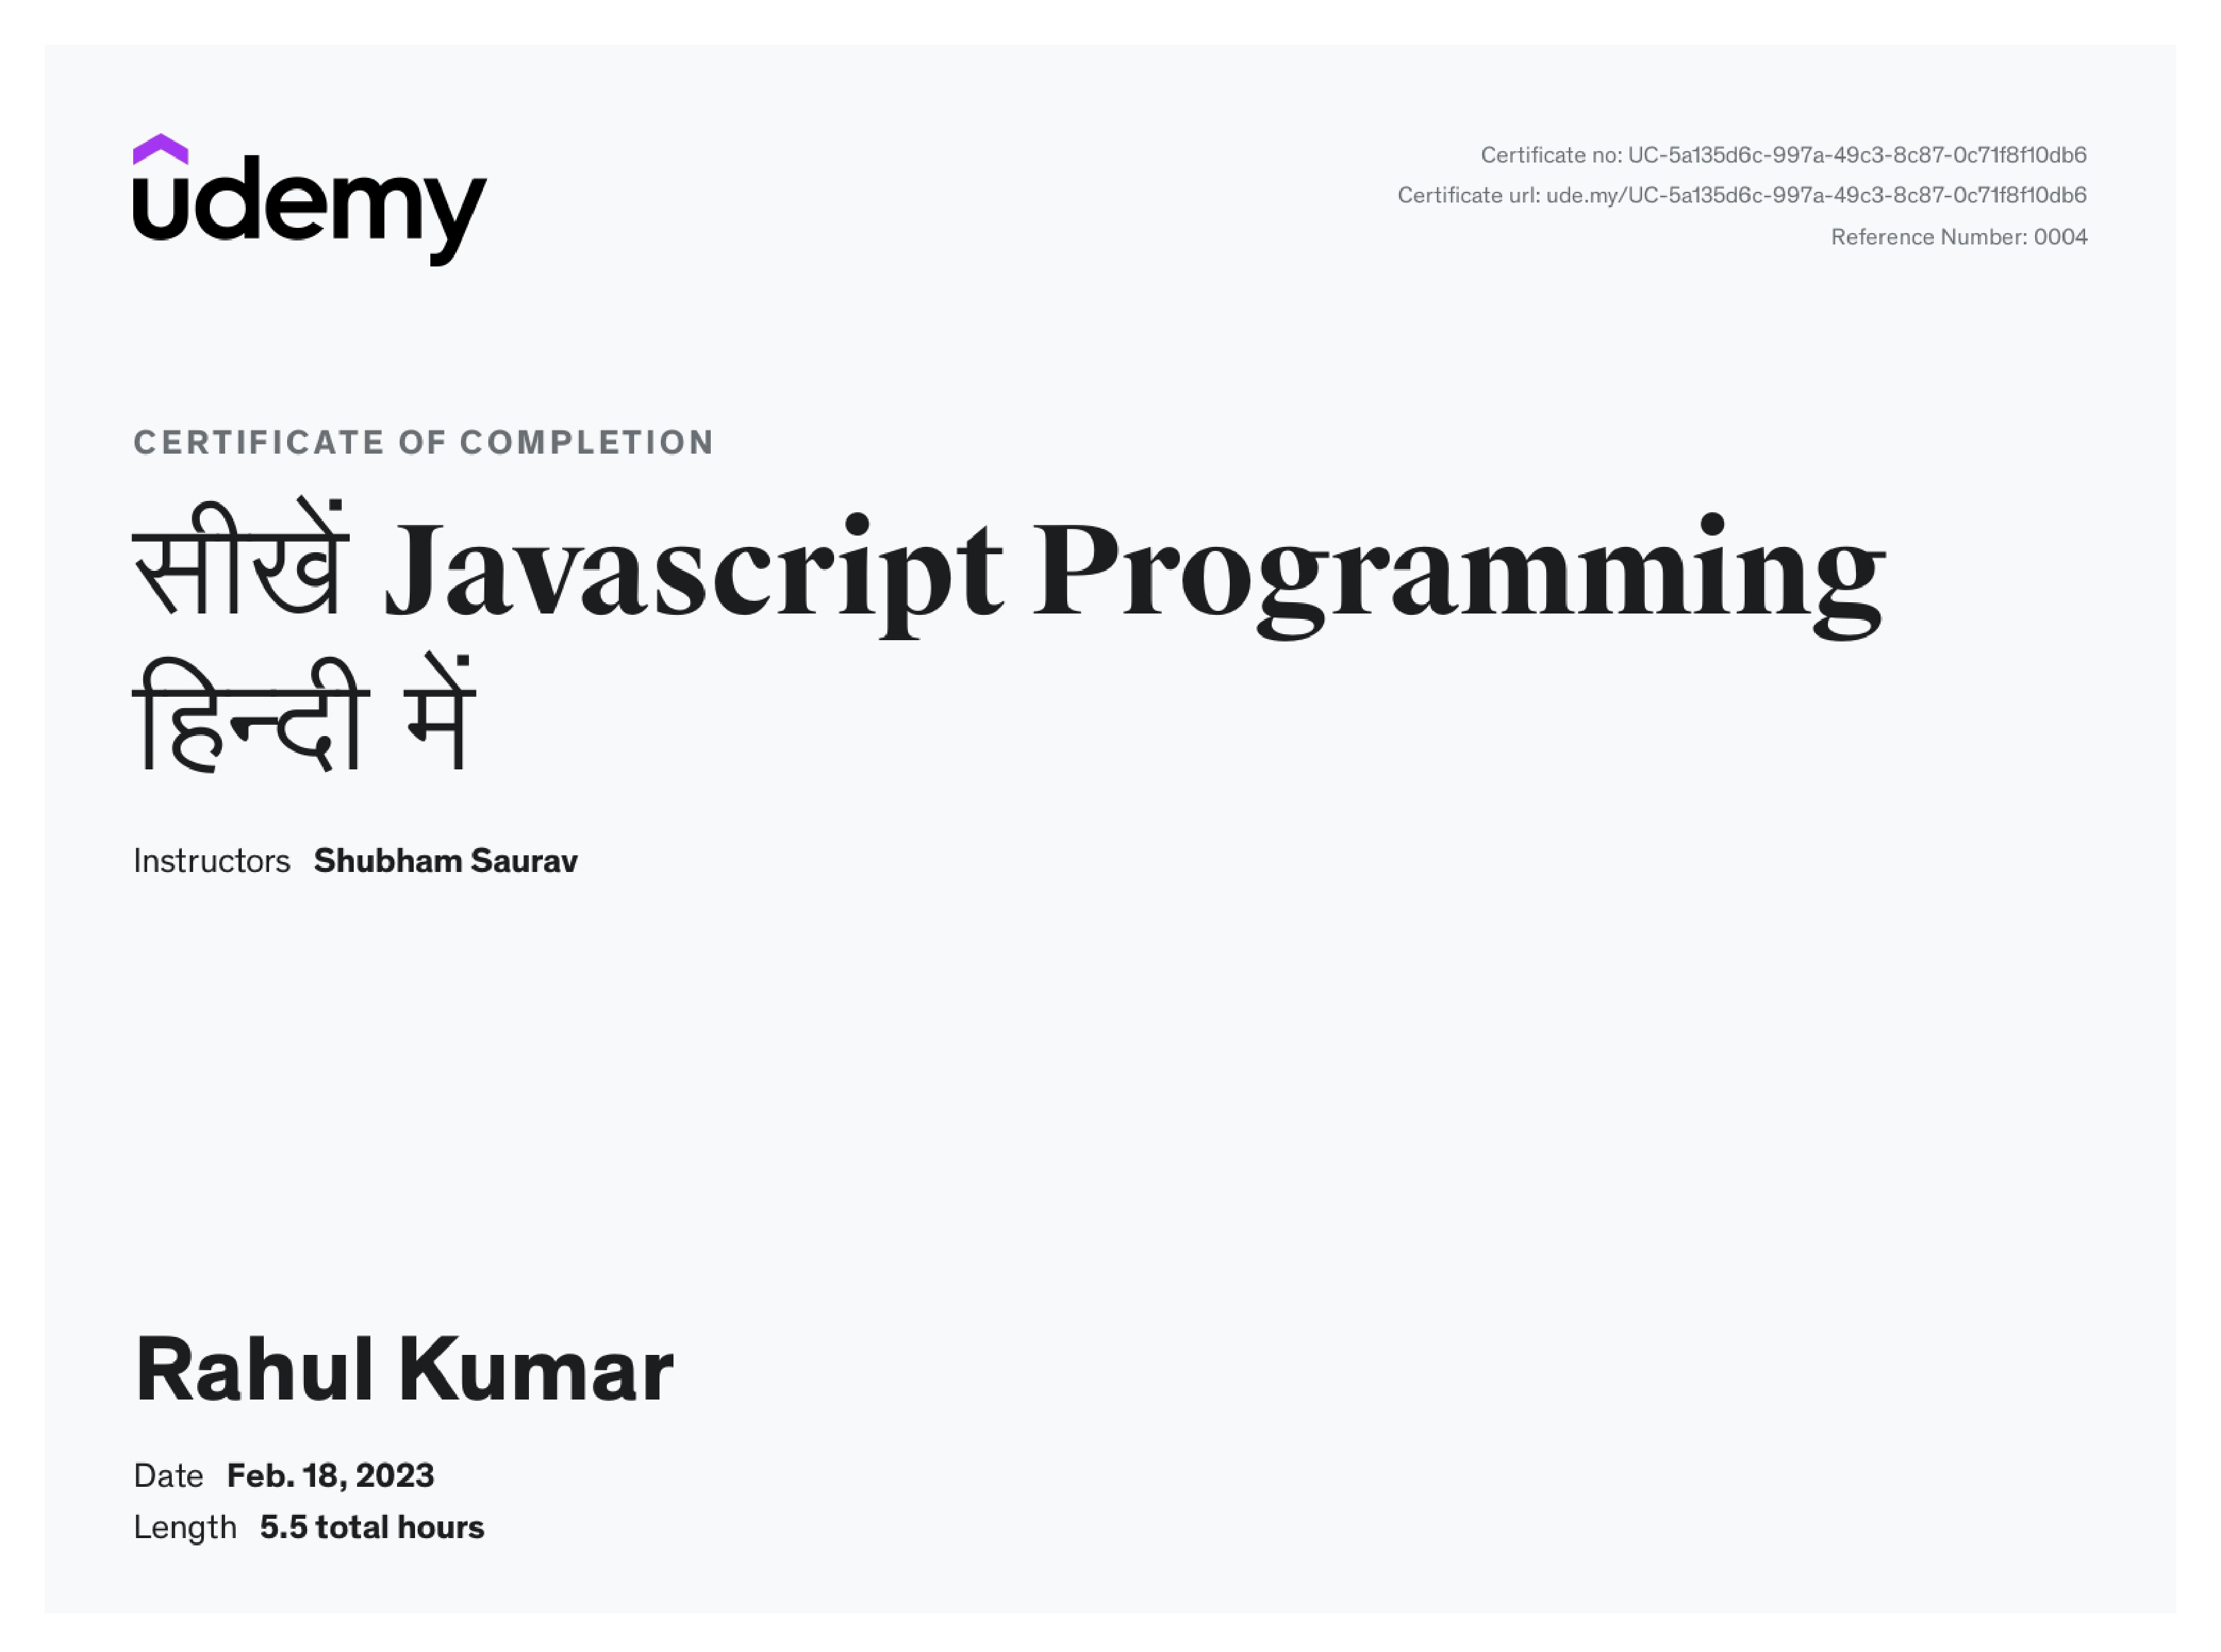 udemy
Certificate no: UC-5a135d6c-997a-49c3-8c87-0c71f8f10db6
Certificate url: ude.my/UC-5a135d6c-997a-49c3-8c87-0c71f8f10db6
Reference Number: 0004
CERTIFICATE OF COMPLETION
सीखें Javascript Programming
हिन्दी में
Instructors Shubham Saurav
Rahul Kumar
Date Feb. 18, 2023
Length 5.5 total hours